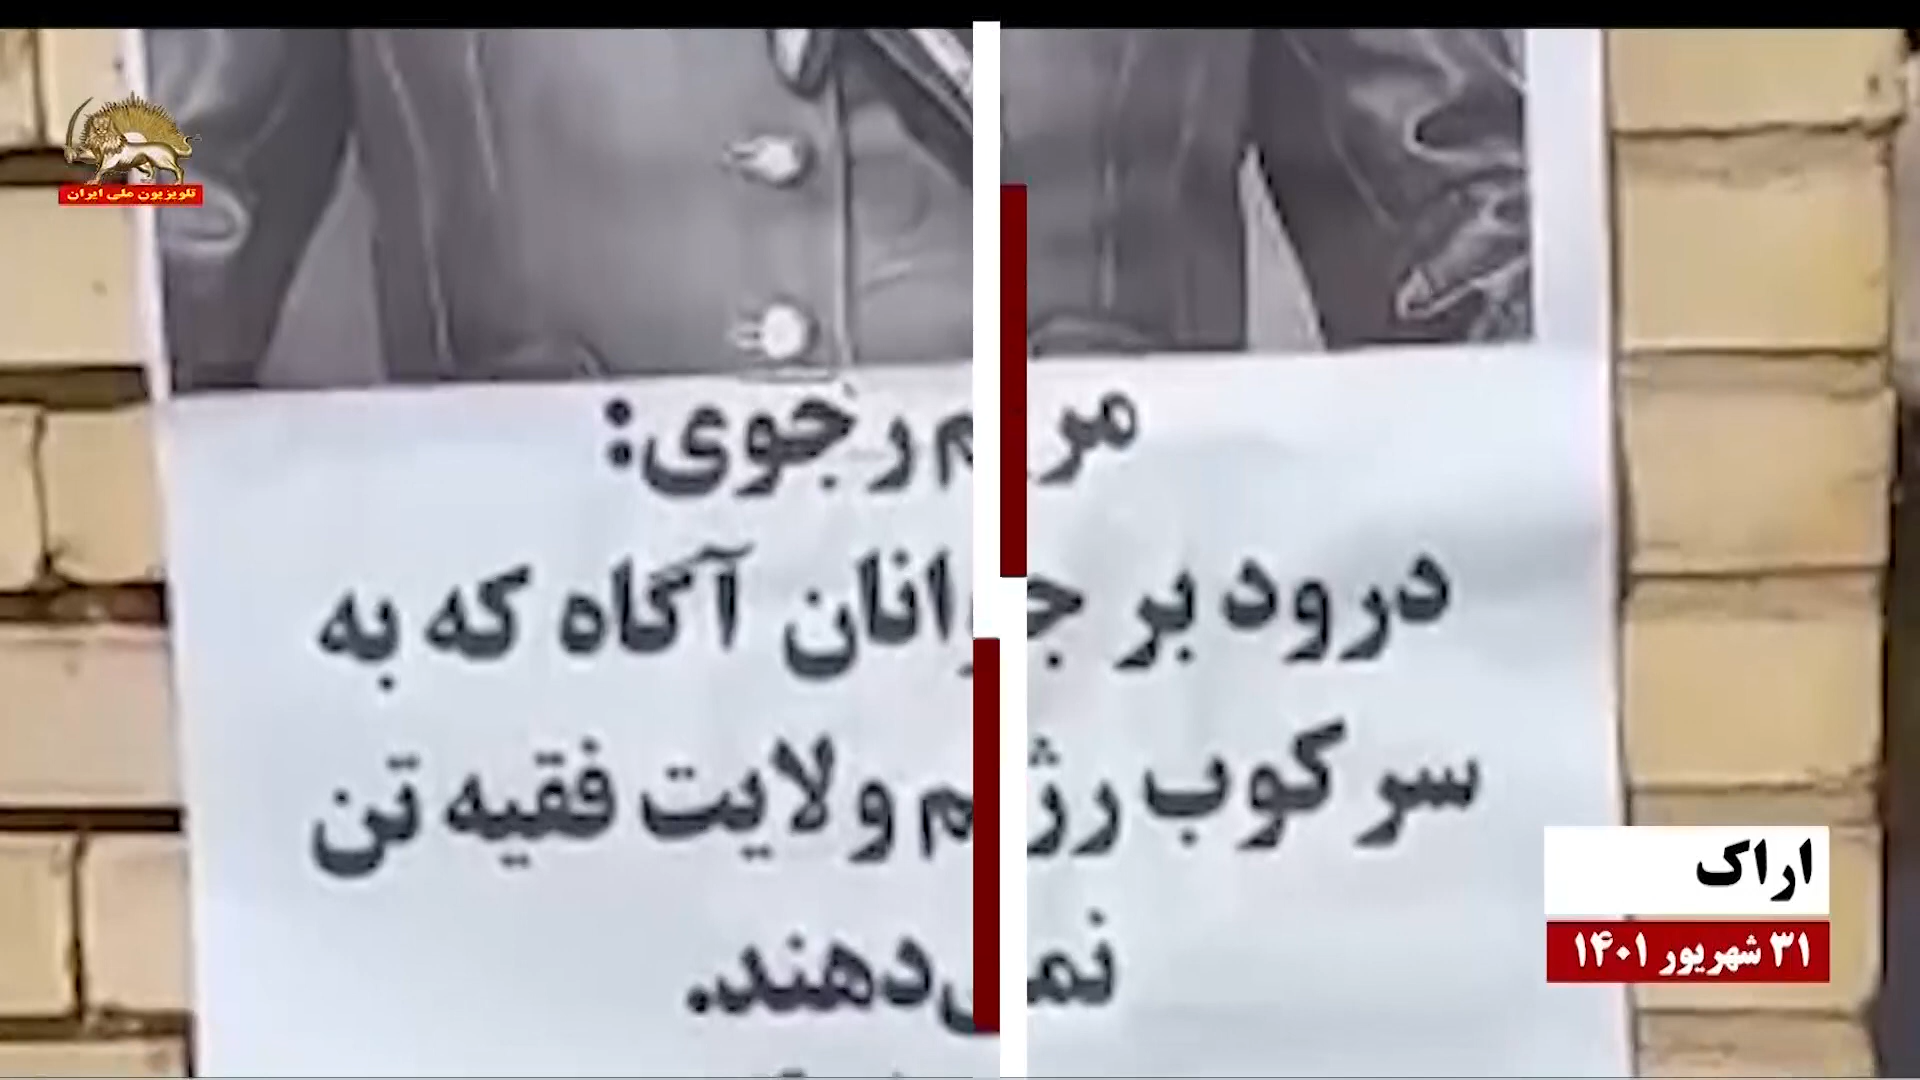 تلویزیون ملی ایران
مریم رجوی:
درود بر جوانان آگاه که به
سرکوب رژیم ولایت فقیه تن
نمی‌دهند.
اراک
۳۱ شهریور ۱۴۰۱